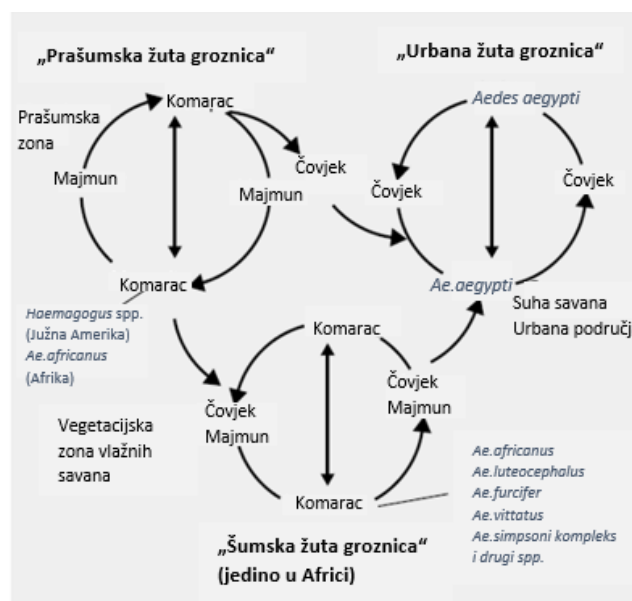 „Prašumska žuta groznica“
„Urbana žuta groznica“
Prašumska
zona
Komarac
Majmun
Majmun
Čovjek
Komarac
Haemagogus spp.
(Južna Amerika)
Ae.africanus
(Afrika)
Aedes aegypti
Čovjek
Čovjek
Ae.aegypti
Suha savana
Urbana područj
Komarac
Čovjek
Majmun
Čovjek
Majmun
Komarac
Vegetacijska
zona vlažnih
savana
Ae.africanus
Ae.luteocephalus
Ae.furcifer
Ae.vittatus
Ae.simpsoni kompleks
i drugi spp.
„Šumska žuta groznica“
(jedino u Africi)